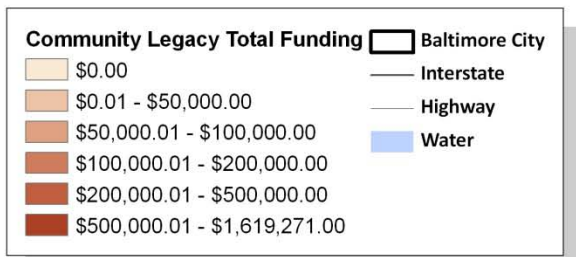 Community Legacy Total Funding
$0.00
$0.01 - $50,000.00
$50,000.01 - $100,000.00
$100,000.01 - $200,000.00
$200,000.01 - $500,000.00
$500,000.01 - $1,619,271.00
Baltimore City
Interstate
Highway
Water